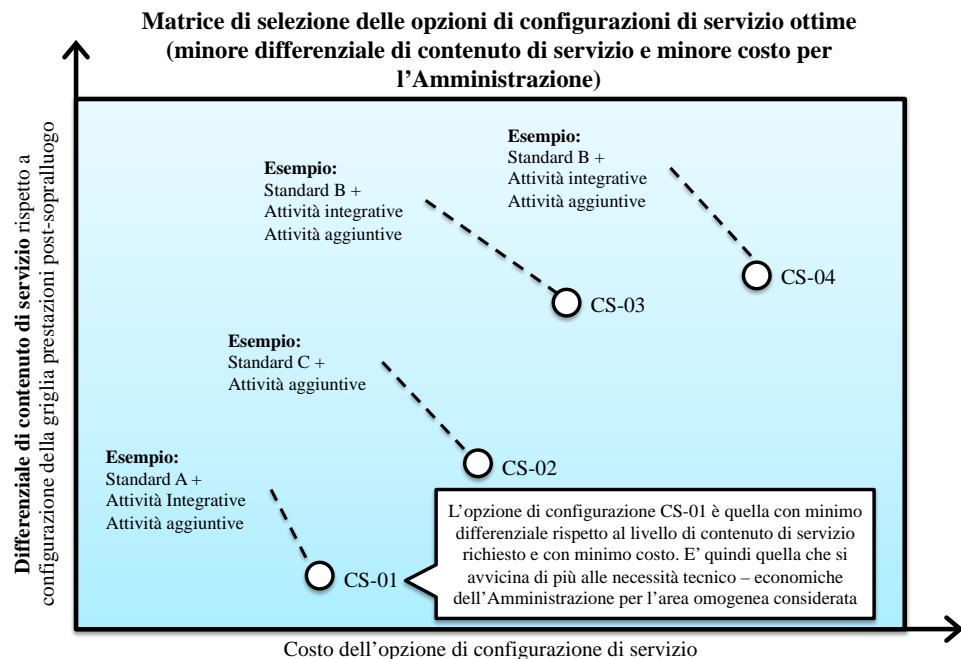 Matrice di selezione delle opzioni di configurazioni di servizio ottime
(minore differenziale di contenuto di servizio e minore costo per
l’Amministrazione)
Differenziale di contenuto di servizio rispetto a
configurazione della griglia prestazioni post-sopralluogo
Esempio:
Standard B +
Attività integrative
Attività aggiuntive
Esempio:
Standard B +
Attività integrative
Attività aggiuntive
CS-04
CS-03
Esempio:
Standard C +
Attività aggiuntive
CS-02
Esempio:
Standard A +
Attività Integrative
Attività aggiuntive
CS-01
L’opzione di configurazione CS-01 è quella con minimo
differenziale rispetto al livello di contenuto di servizio
richiesto e con minimo costo. E’ quindi quella che si
avvicina di più alle necessità tecnico – economiche
dell’Amministrazione per l’area omogenea considerata
Costo dell’opzione di configurazione di servizio